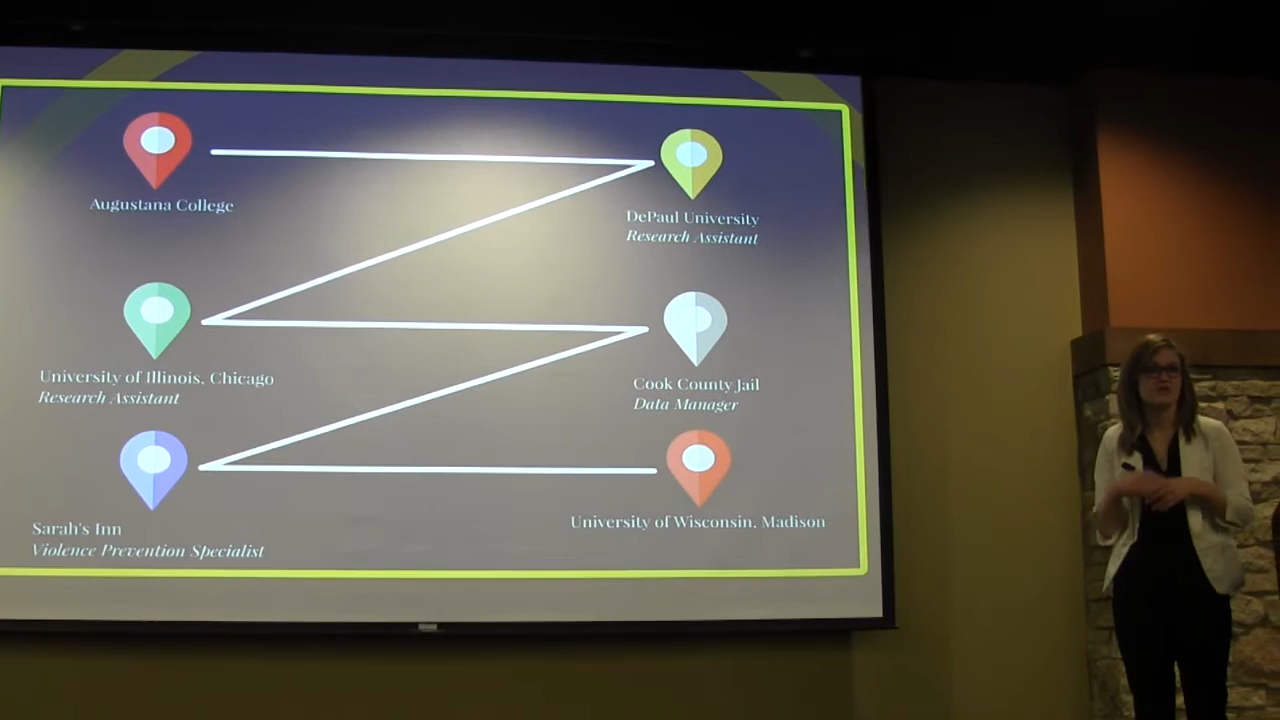 Augustana College
DePaul University
Research Assistant
University of Illinois, Chicago
Research Assistant
Cook County Jail
Data Manager
Sarah's Inn
Violence Prevention Specialist
University of Wisconsin, Madison